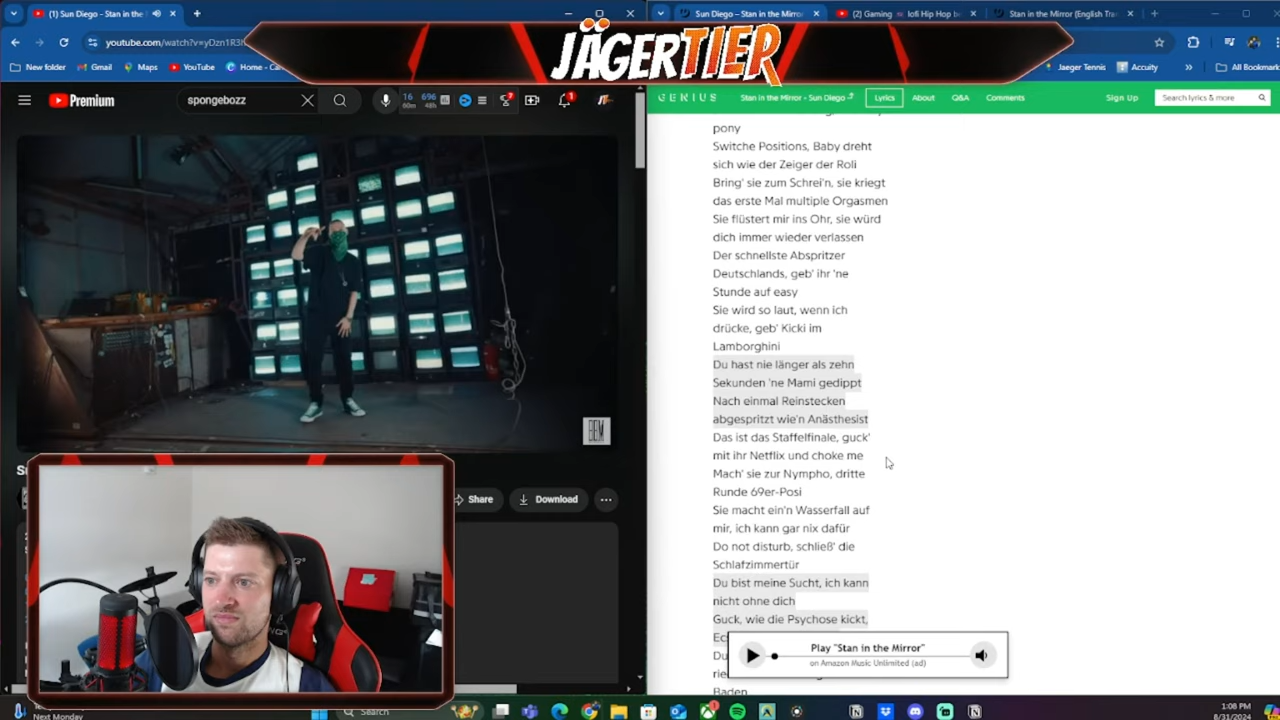 (1) Sun Diego - Stan in the
Sun Diego – Stan in the Mirror
(2) Gaming
lofi Hip Hop
Stan in the Mirror (English Tra
JÄGERTIER
New folder
Gmail
Maps
YouTube
Home - Ca
Jaeger Tennis
Accuity
All Bookmark
Premium
spongebozz
16 696
60m 48h
GENIUS
Stan in the Mirror - Sun Diego
Lyrics
About
Q&A
Comments
Sign Up
Search lyrics & more
pony
Switche Positions, Baby dreht
sich wie der Zeiger der Roli
Bring' sie zum Schrei'n, sie kriegt
das erste Mal multiple Orgasmen
Sie flüstert mir ins Ohr, sie würd
dich immer wieder verlassen
Der schnellste Abspritzer
Deutschlands, geb' ihr 'ne
Stunde auf easy
Sie wird so laut, wenn ich
drücke, geb' Kicki im
Lamborghini
Du hast nie länger als zehn
Sekunden 'ne Mami gedippt
Nach einmal Reinstecken
abgespritzt wie'n Anästhesist
Das ist das Staffelfinale, guck'
mit ihr Netflix und choke me
Mach' sie zur Nympho, dritte
Runde 69er-Posi
Sie macht ein'n Wasserfall auf
mir, ich kann gar nix dafür
Do not disturb, schließ' die
Schlafzimmertür
Du bist meine Sucht, ich kann
nicht ohne dich
Guck, wie die Psychose kickt,
Du
Baden
BBM
Share
Download
Play "Stan in the Mirror"
on Amazon Music Unlimited (ad)
Next Monday
Search
1:08 PM
8/31/2024